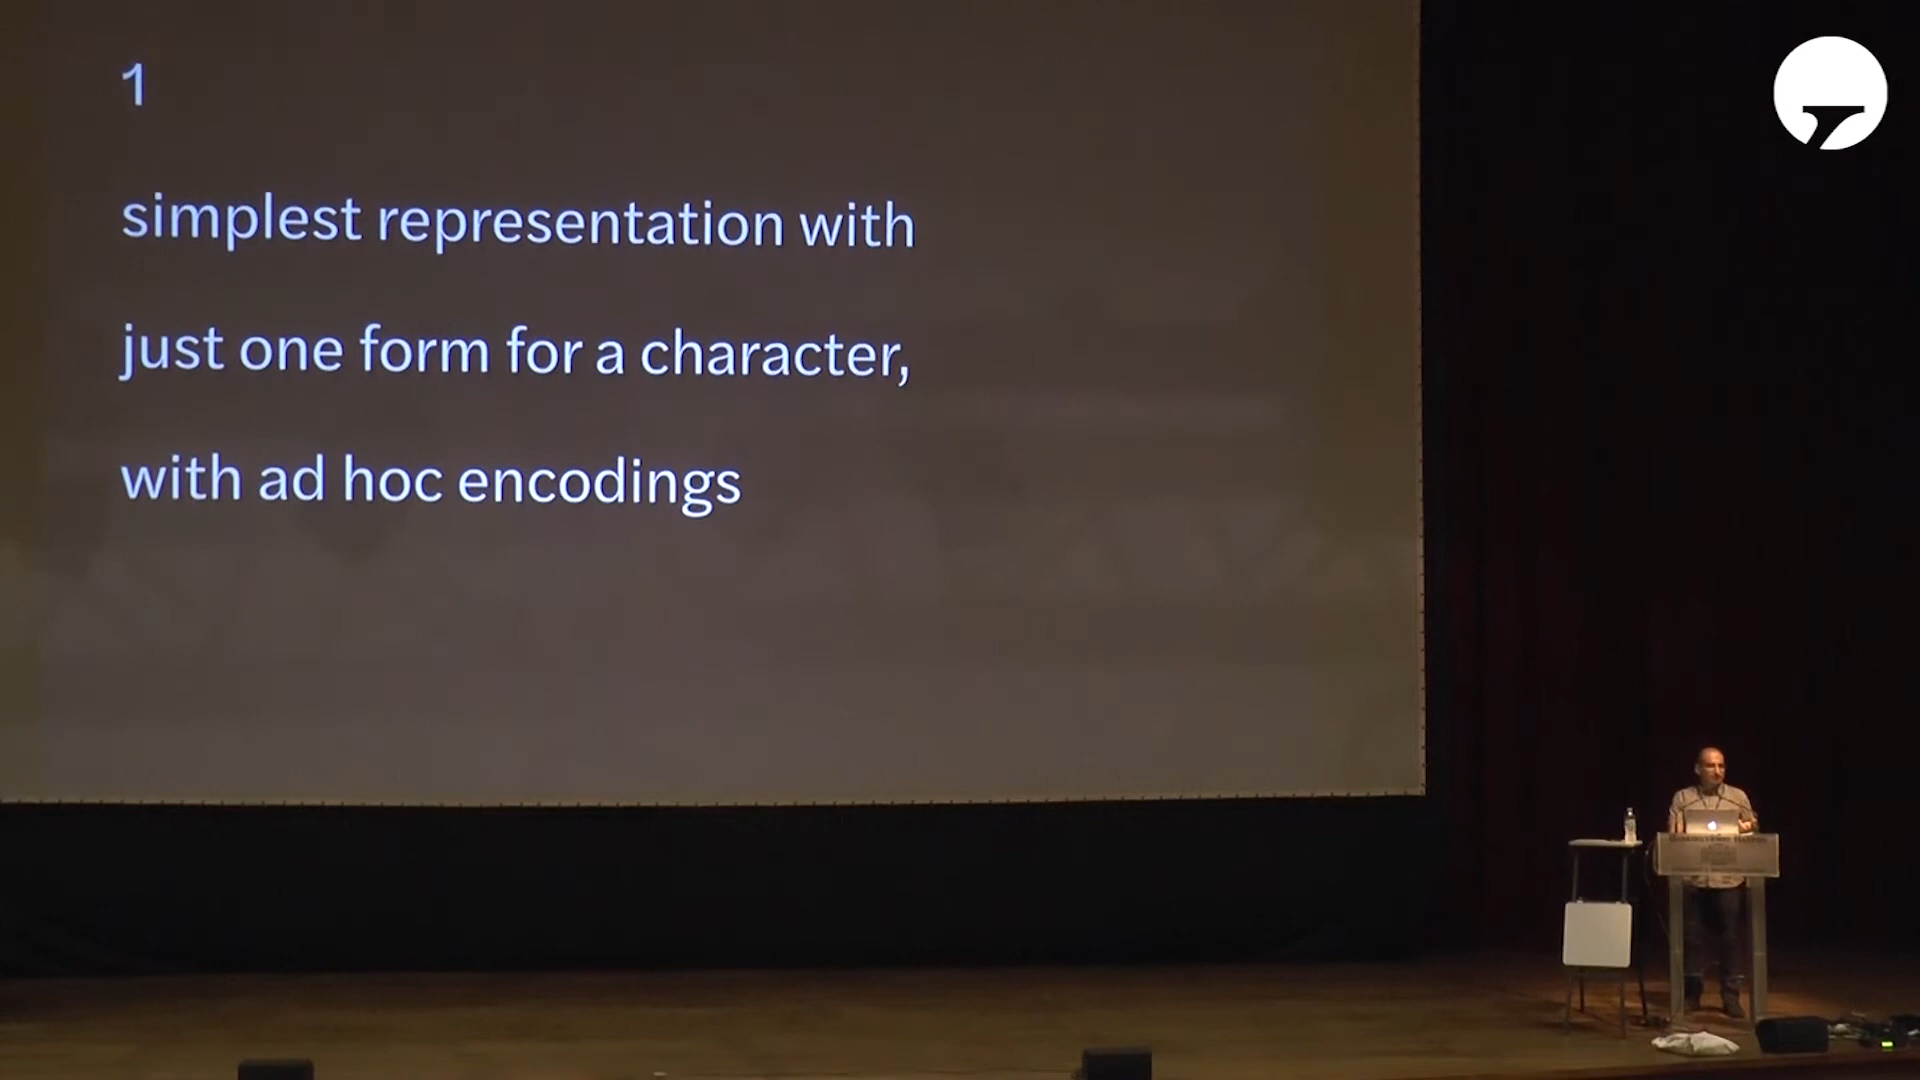 1
simplest representation with
just one form for a character,
with ad hoc encodings